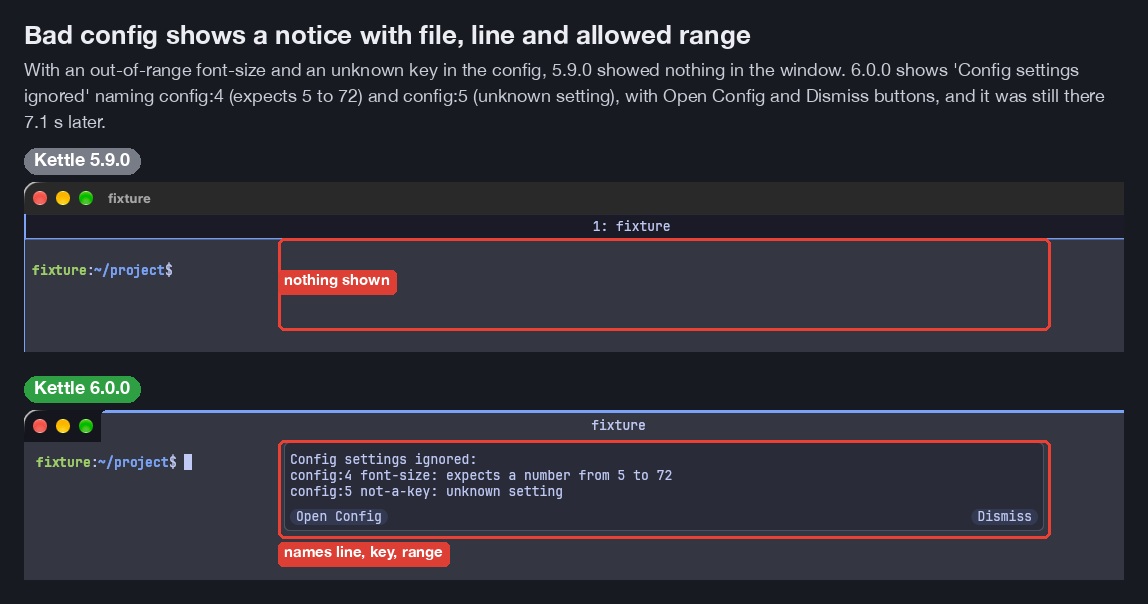 Bad config shows a notice with file, line and allowed range
With an out-of-range font-size and an unknown key in the config, 5.9.0 showed nothing in the window. 6.0.0 shows 'Config settings
ignored' naming config:4 (expects 5 to 72) and config:5 (unknown setting), with Open Config and Dismiss buttons, and it was still there
7.1 s later.
Kettle 5.9.0
fixture
1: fixture
fixture:~/project$
nothing shown
Kettle 6.0.0
fixture
fixture:~/project$
Config settings ignored:
config:4 font-size: expects a number from 5 to 72
config:5 not-a-key: unknown setting
Open Config
Dismiss
names line, key, range